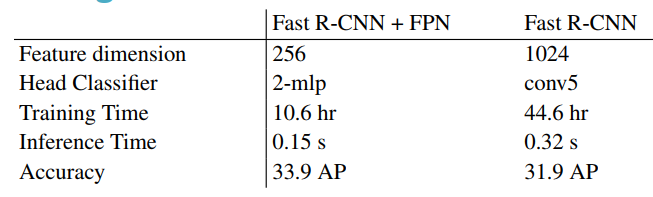 Fast R-CNN + FPN Fast R-CNN
Feature dimension 256 1024
Head Classifier 2-mlp conv5
Training Time 10.6 hr 44.6 hr
Inference Time 0.15 s 0.32 s
Accuracy 33.9 AP 31.9 AP